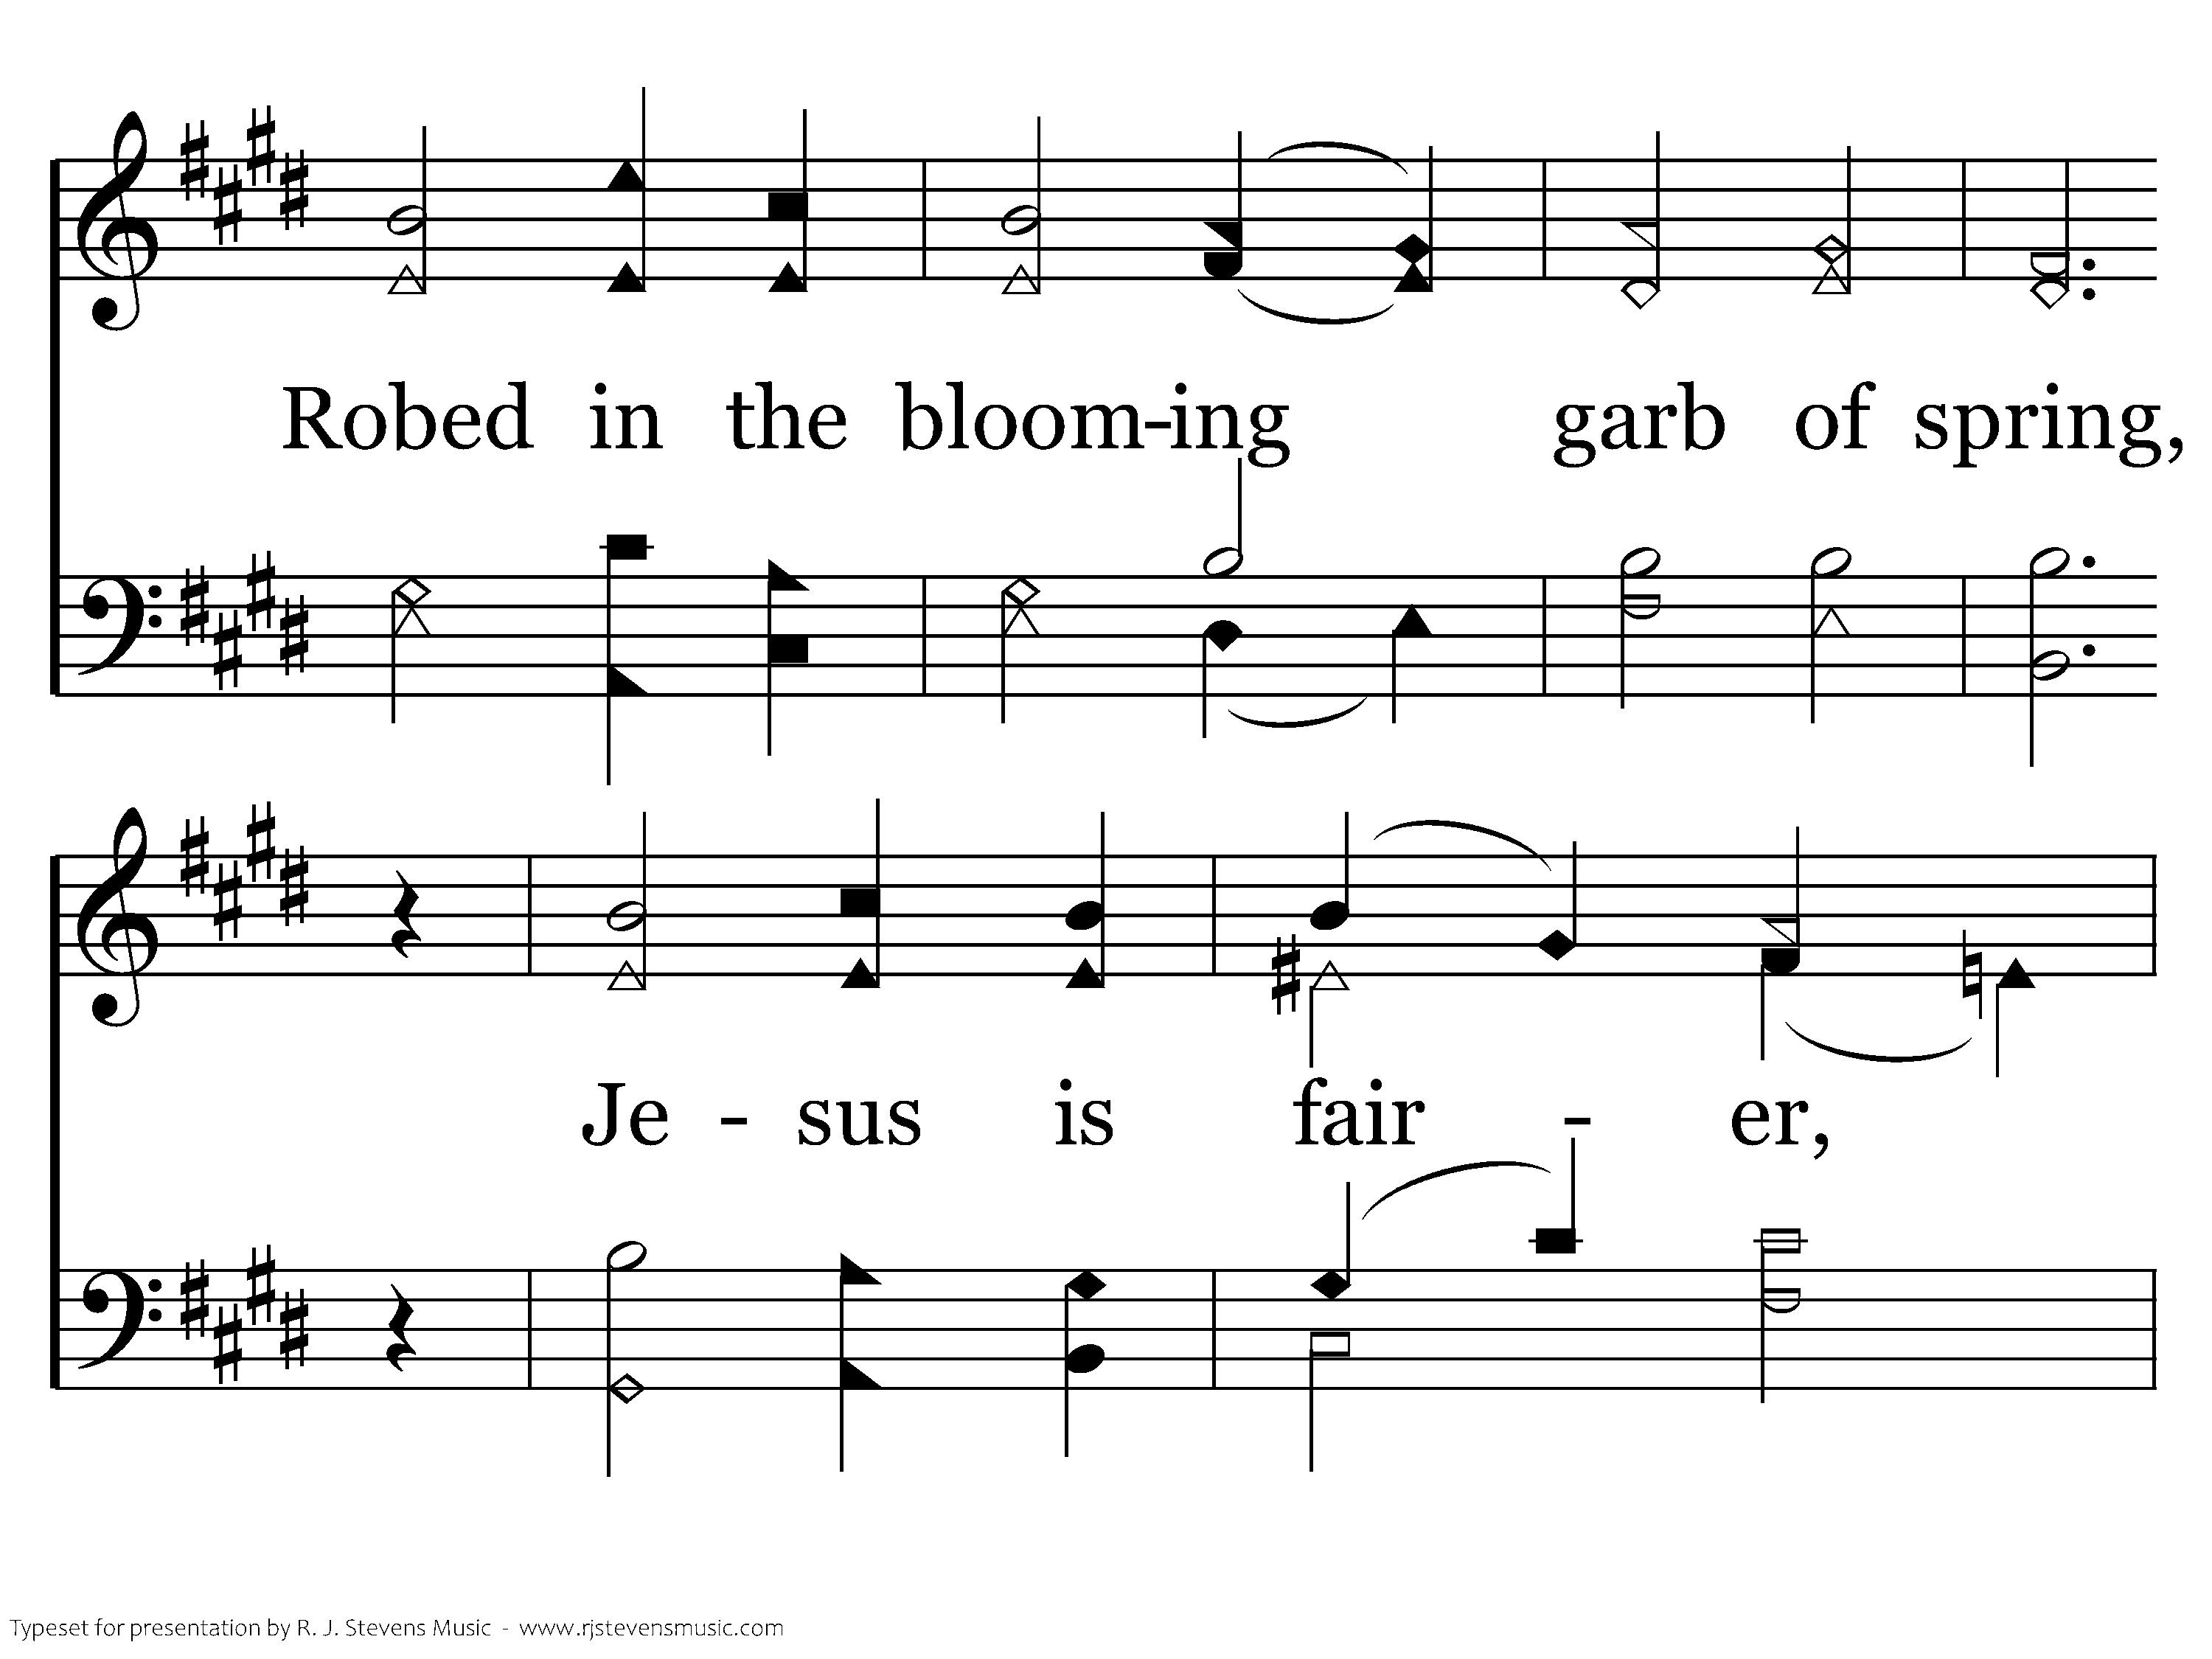 Robed in the bloom-ing garb of spring,
Je - sus is fair - er,
Typeset for presentation by R. J. Stevens Music - www.rjstevensmusic.com